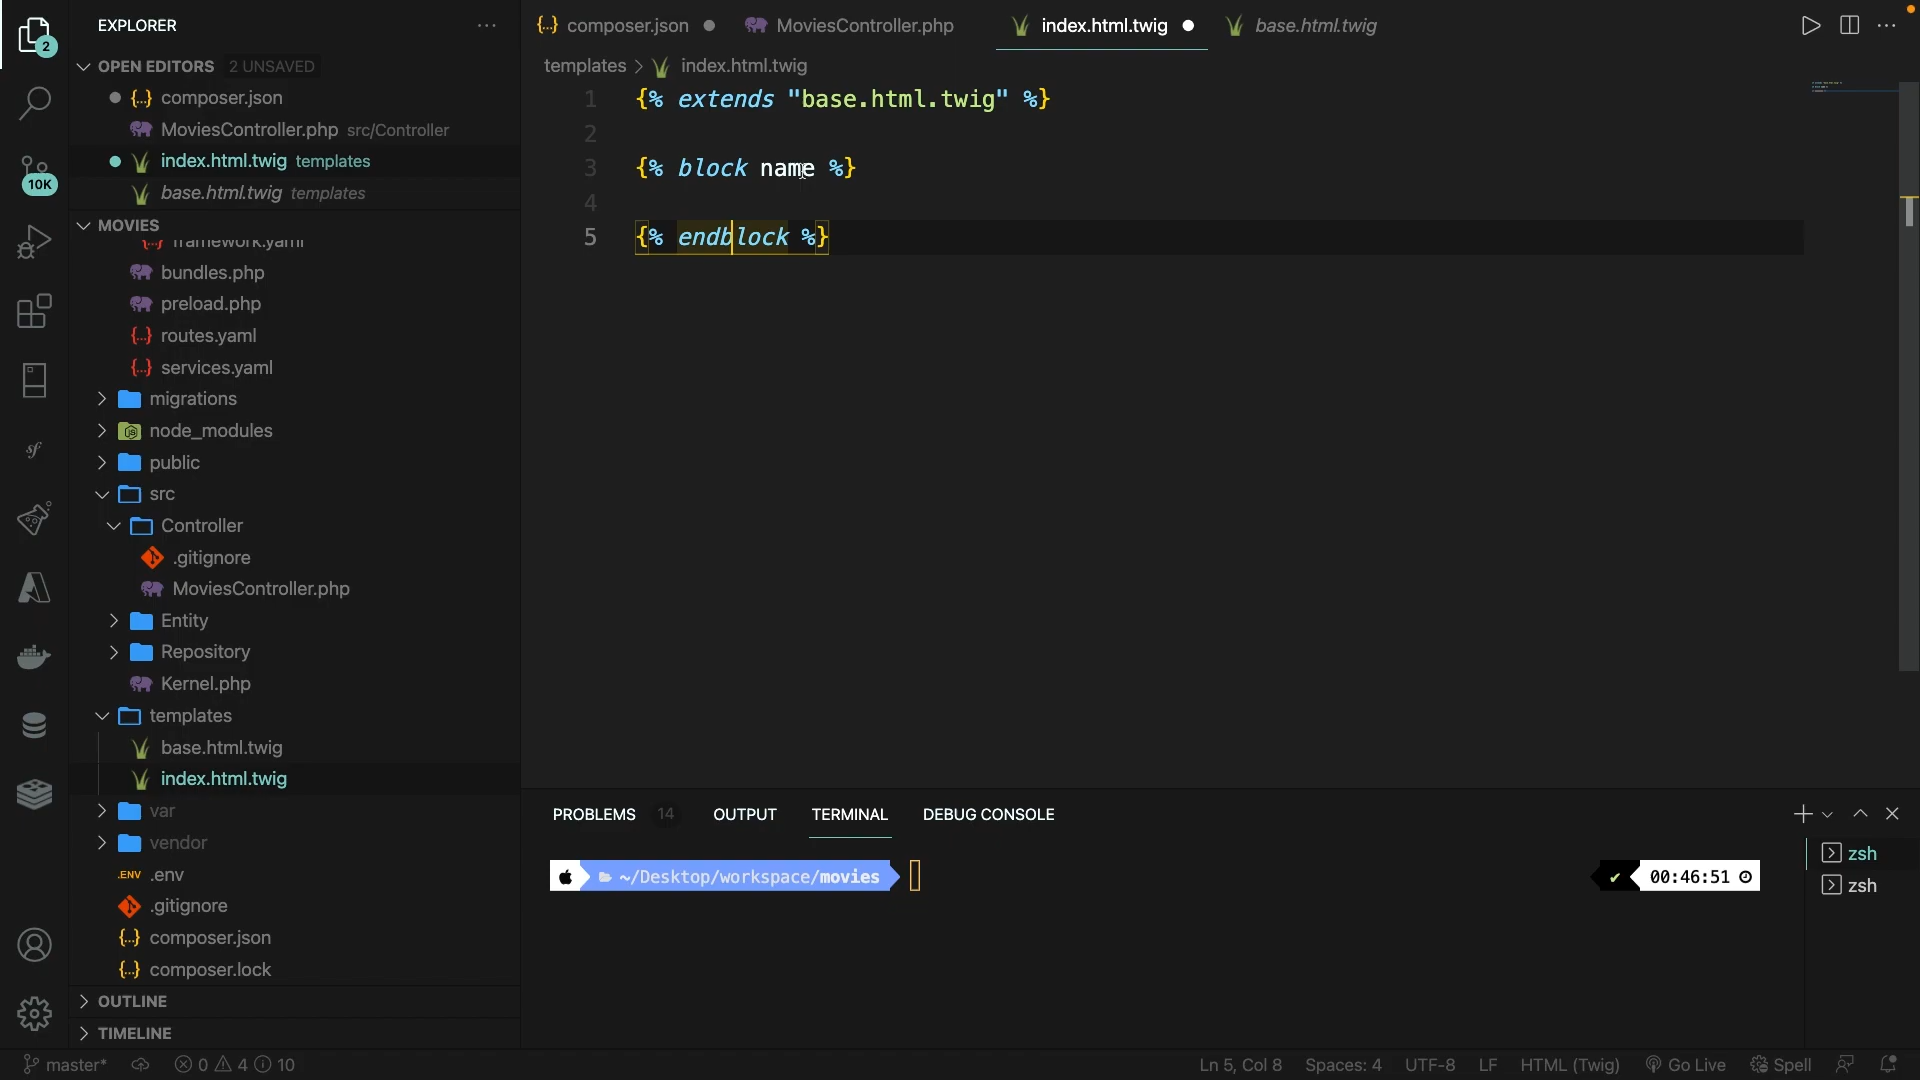 EXPLORER
OPEN EDITORS 2 UNSAVED
composer.json
MoviesController.php src/Controller
index.html.twig templates
base.html.twig templates
MOVIES
framework.yaml
bundles.php
preload.php
routes.yaml
services.yaml
migrations
node_modules
public
src
Controller
.gitignore
MoviesController.php
Entity
Repository
Kernel.php
templates
base.html.twig
index.html.twig
var
vendor
.ENV .env
.gitignore
composer.json
composer.lock
OUTLINE
TIMELINE
2
10K
composer.json MoviesController.php index.html.twig base.html.twig
templates > index.html.twig
1 {% extends "base.html.twig" %}
2
3 {% block name %}
4
5 {% endblock %}
PROBLEMS 14 OUTPUT TERMINAL DEBUG CONSOLE
~/Desktop/workspace/movies
00:46:51
zsh
zsh
master* 0 4 10
Ln 5, Col 8 Spaces: 4 UTF-8 LF HTML (Twig) Go Live Spell